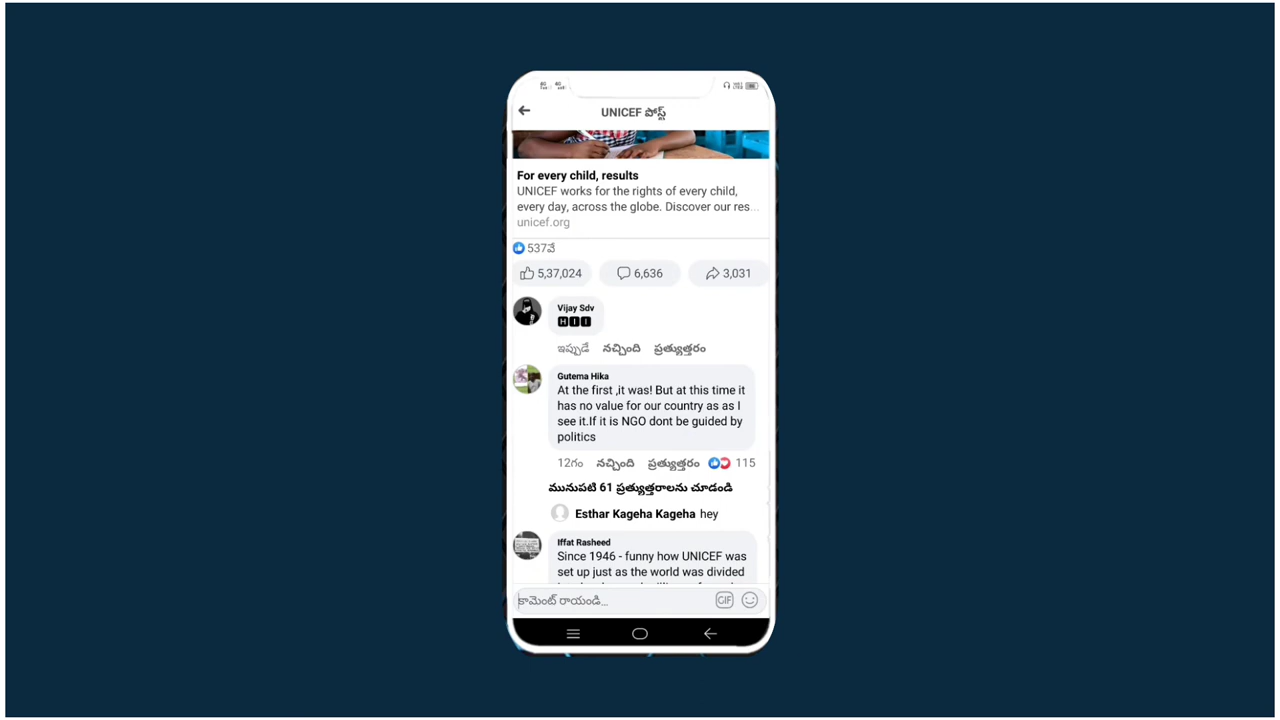 UNICEF పోస్ట్
For every child, results
UNICEF works for the rights of every child,
every day, across the globe. Discover our res...
unicef.org
537వే
5,37,024 6,636 3,031
Vijay Sdv
🅷🅸🅸
ఇప్పుడే నచ్చింది ప్రత్యుత్తరం
Gutema Hika
At the first ,it was! But at this time it
has no value for our country as as I
see it.If it is NGO dont be guided by
politics
12గం నచ్చింది ప్రత్యుత్తరం 115
మునుపటి 61 ప్రత్యుత్తరాలను చూడండి
Esthar Kageha Kageha hey
Iffat Rasheed
Since 1946 - funny how UNICEF was
set up just as the world was divided
కామెంట్ రాయండి... GIF